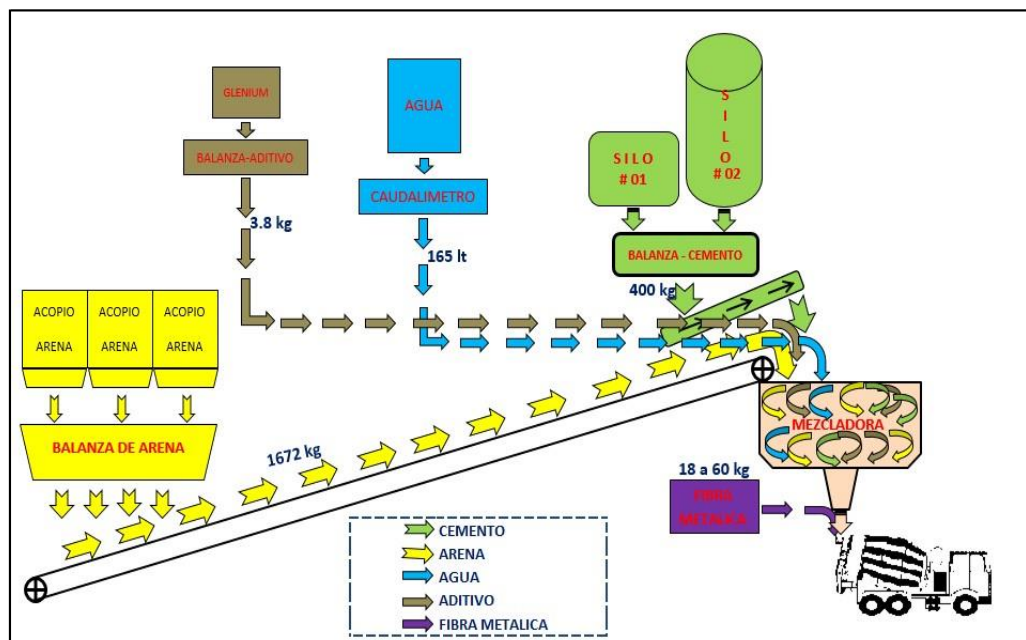 GLENIUM
BALANZA-ADITIVO
3.8 kg
AGUA
CAUDALIMETRO
165 lt
S I L O
# 01
S
I
L
O
# 02
BALANZA - CEMENTO
400 kg
ACOPIO
ARENA
ACOPIO
ARENA
ACOPIO
ARENA
BALANZA DE ARENA
1672 kg
MEZCLADORA
18 a 60 kg
FIBRA
METALICA
CEMENTO
ARENA
AGUA
ADITIVO
FIBRA METALICA